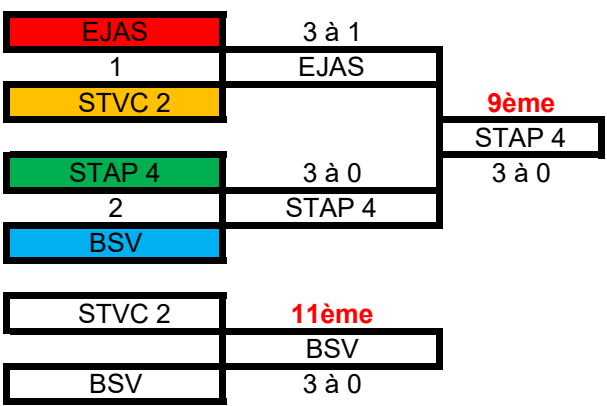 EJAS 3 à 1
1 EJAS
STVC 2 9ème
STAP 4
STAP 4 3 à 0 3 à 0
2 STAP 4
BSV
STVC 2 11ème
BSV
BSV 3 à 0